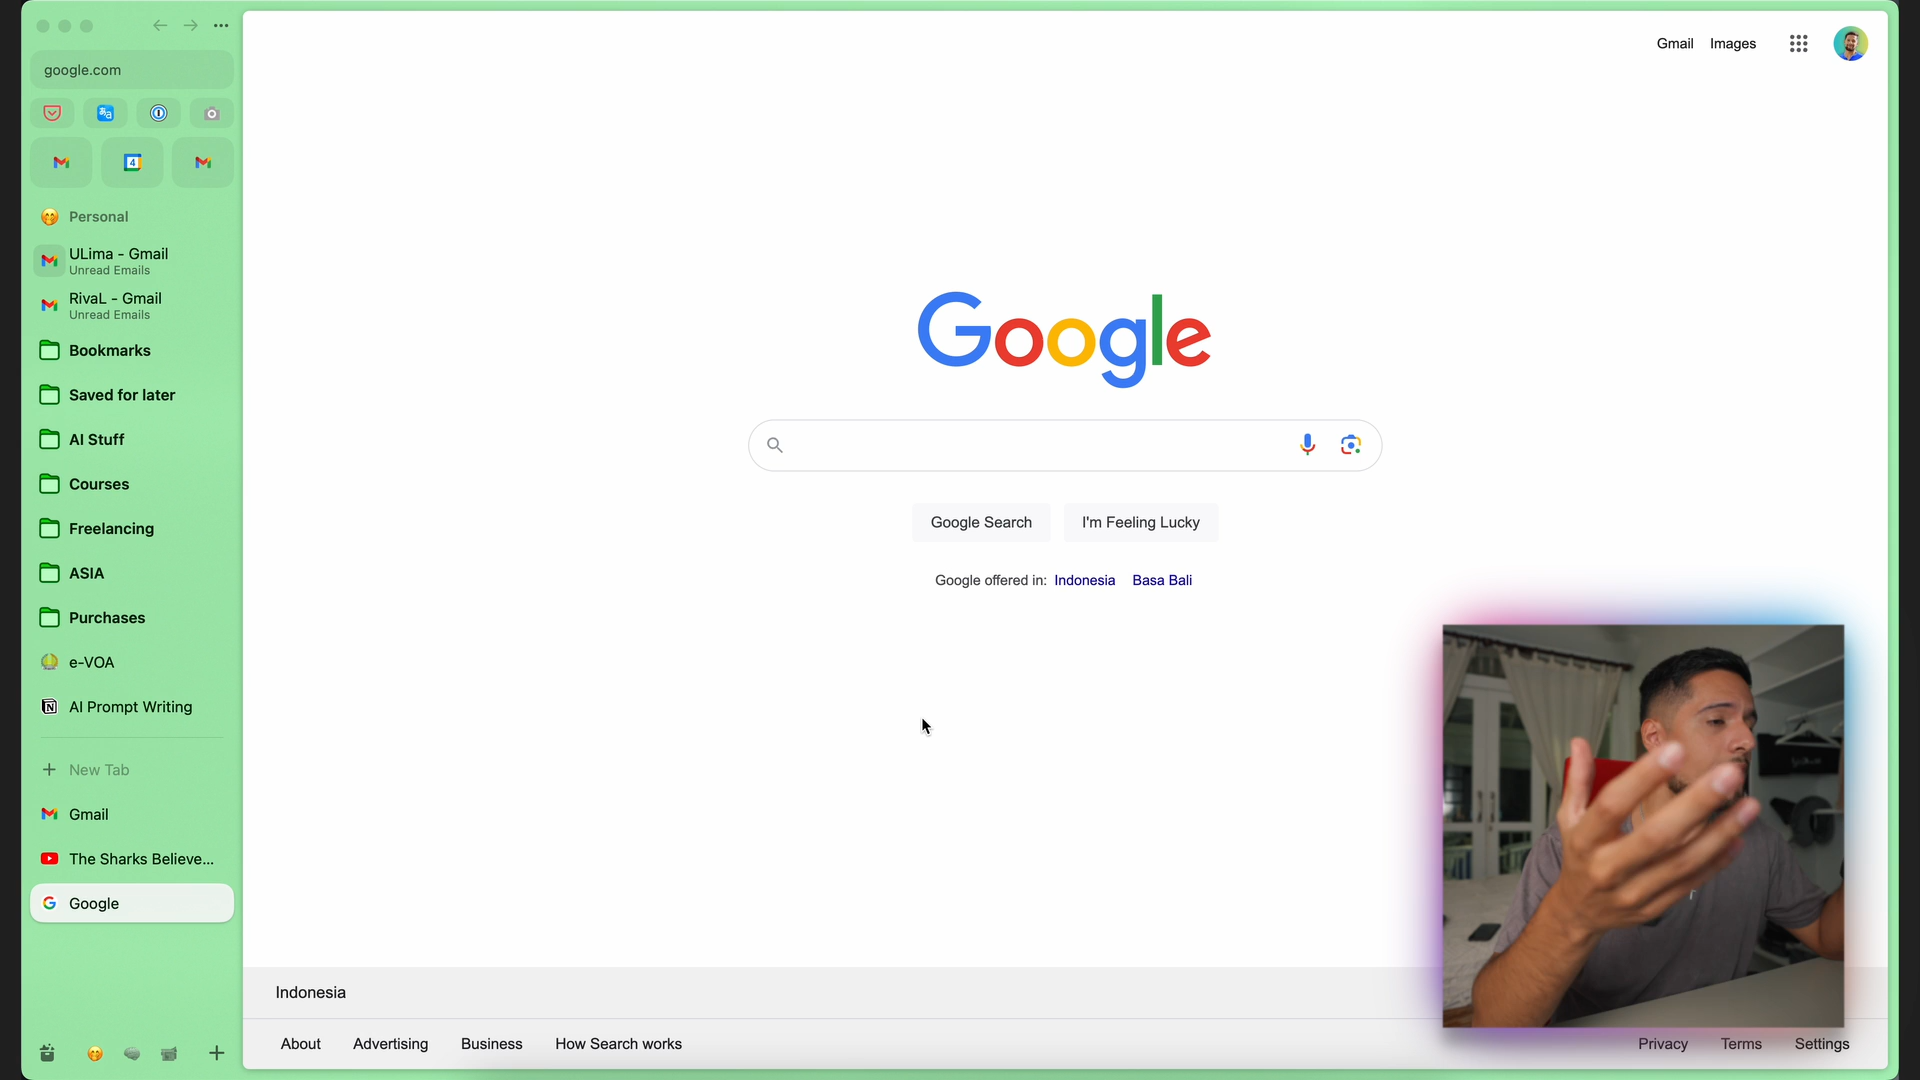 google.com
4
Personal
ULima - Gmail
Unread Emails
RivaL - Gmail
Unread Emails
Bookmarks
Saved for later
AI Stuff
Courses
Freelancing
ASIA
Purchases
e-VOA
AI Prompt Writing
New Tab
Gmail
The Sharks Believe...
Google
Gmail Images
Google
Google Search I'm Feeling Lucky
Google offered in: Indonesia Basa Bali
Indonesia
About Advertising Business How Search works
Privacy Terms Settings